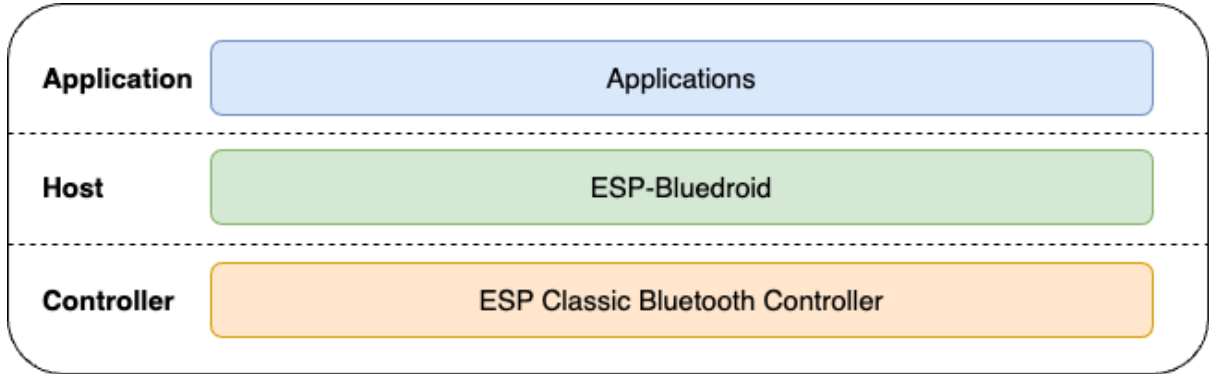 Application Applications
Host ESP-Bluedroid
Controller ESP Classic Bluetooth Controller